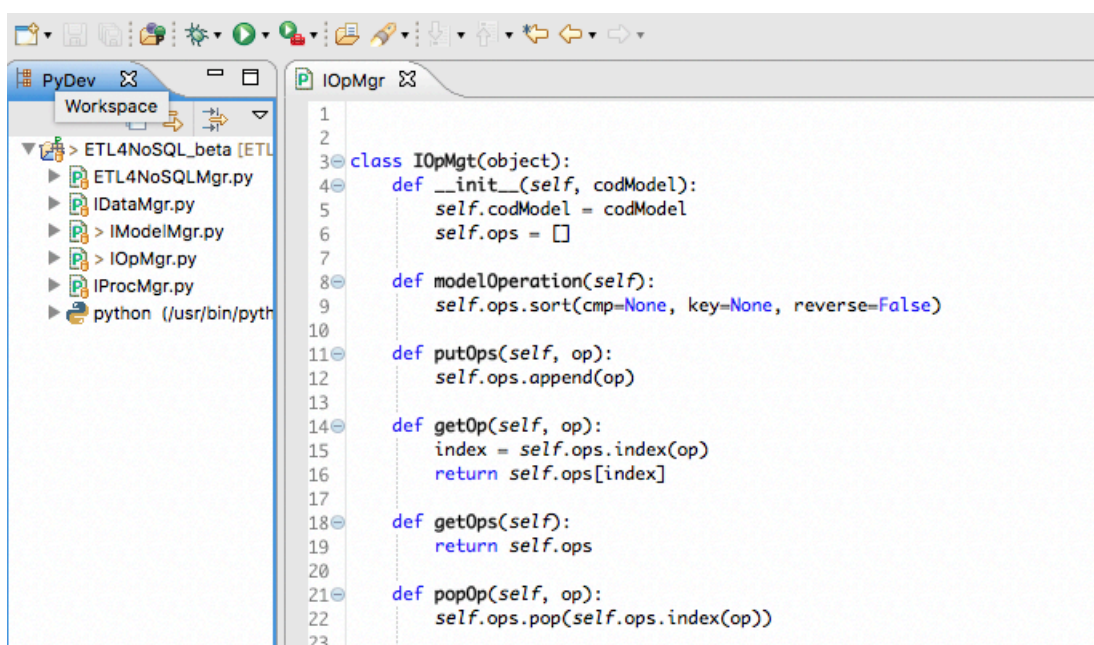 PyDev
Workspace
> ETL4NoSQL_beta [ETL
ETL4NoSQLMgr.py
IDataMgr.py
> IModelMgr.py
> IOpMgr.py
IProcMgr.py
python (/usr/bin/pyth
IOpMgr
1
2
3 class IOpMgt(object):
4 def __init__(self, codModel):
5 self.codModel = codModel
6 self.ops = []
7
8 def modelOperation(self):
9 self.ops.sort(cmp=None, key=None, reverse=False)
10
11 def putOps(self, op):
12 self.ops.append(op)
13
14 def getOp(self, op):
15 index = self.ops.index(op)
16 return self.ops[index]
17
18 def getOps(self):
19 return self.ops
20
21 def popOp(self, op):
22 self.ops.pop(self.ops.index(op))
23